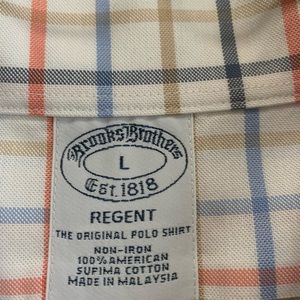 Brooks Brothers
L
Est. 1818
REGENT
THE ORIGINAL POLO SHIRT
NON-IRON
100% AMERICAN
SUPIMA COTTON
MADE IN MALAYSIA